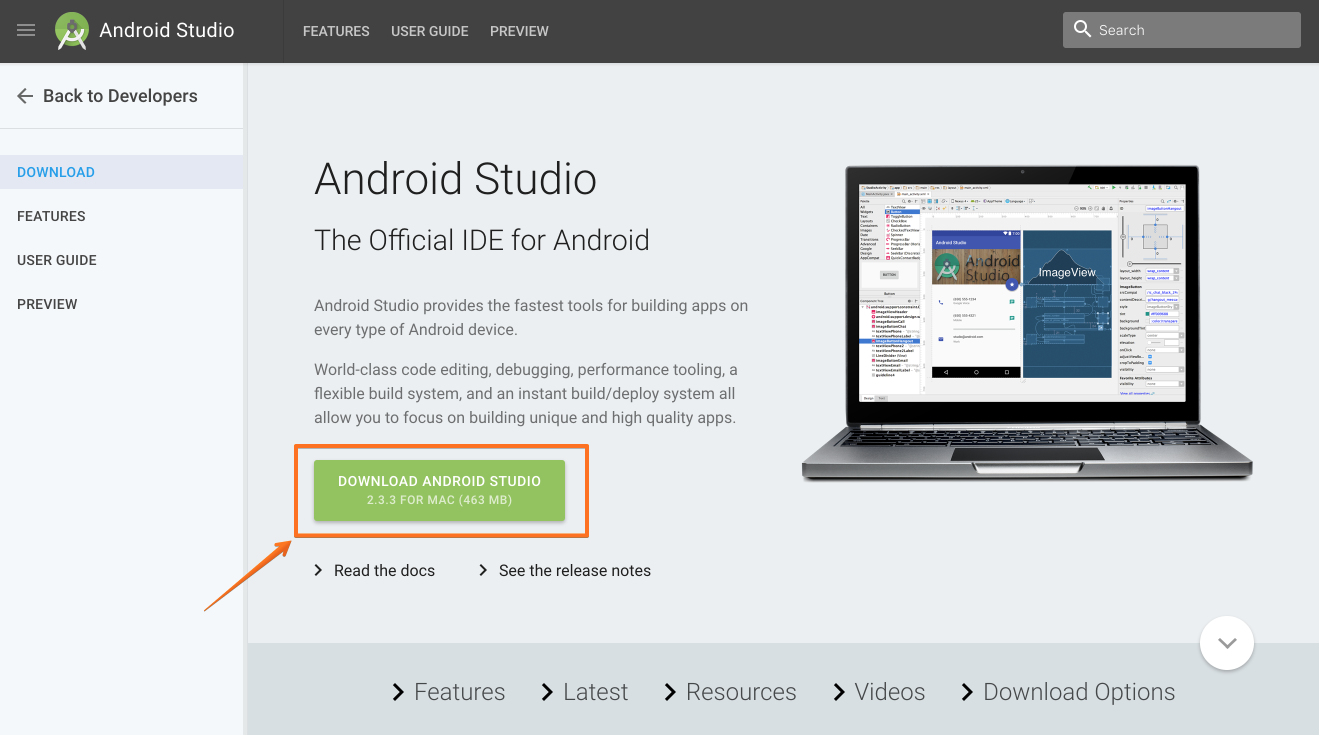 Android Studio
FEATURES
USER GUIDE
PREVIEW
Search
Back to Developers
DOWNLOAD
FEATURES
USER GUIDE
PREVIEW
Android Studio
The Official IDE for Android
Android Studio provides the fastest tools for building apps on
every type of Android device.
World-class code editing, debugging, performance tooling, a
flexible build system, and an instant build/deploy system all
allow you to focus on building unique and high quality apps.
DOWNLOAD ANDROID STUDIO
2.3.3 FOR MAC (463 MB)
Read the docs
See the release notes
Android Studio
Android
Studio
ImageView
Features
Latest
Resources
Videos
Download Options